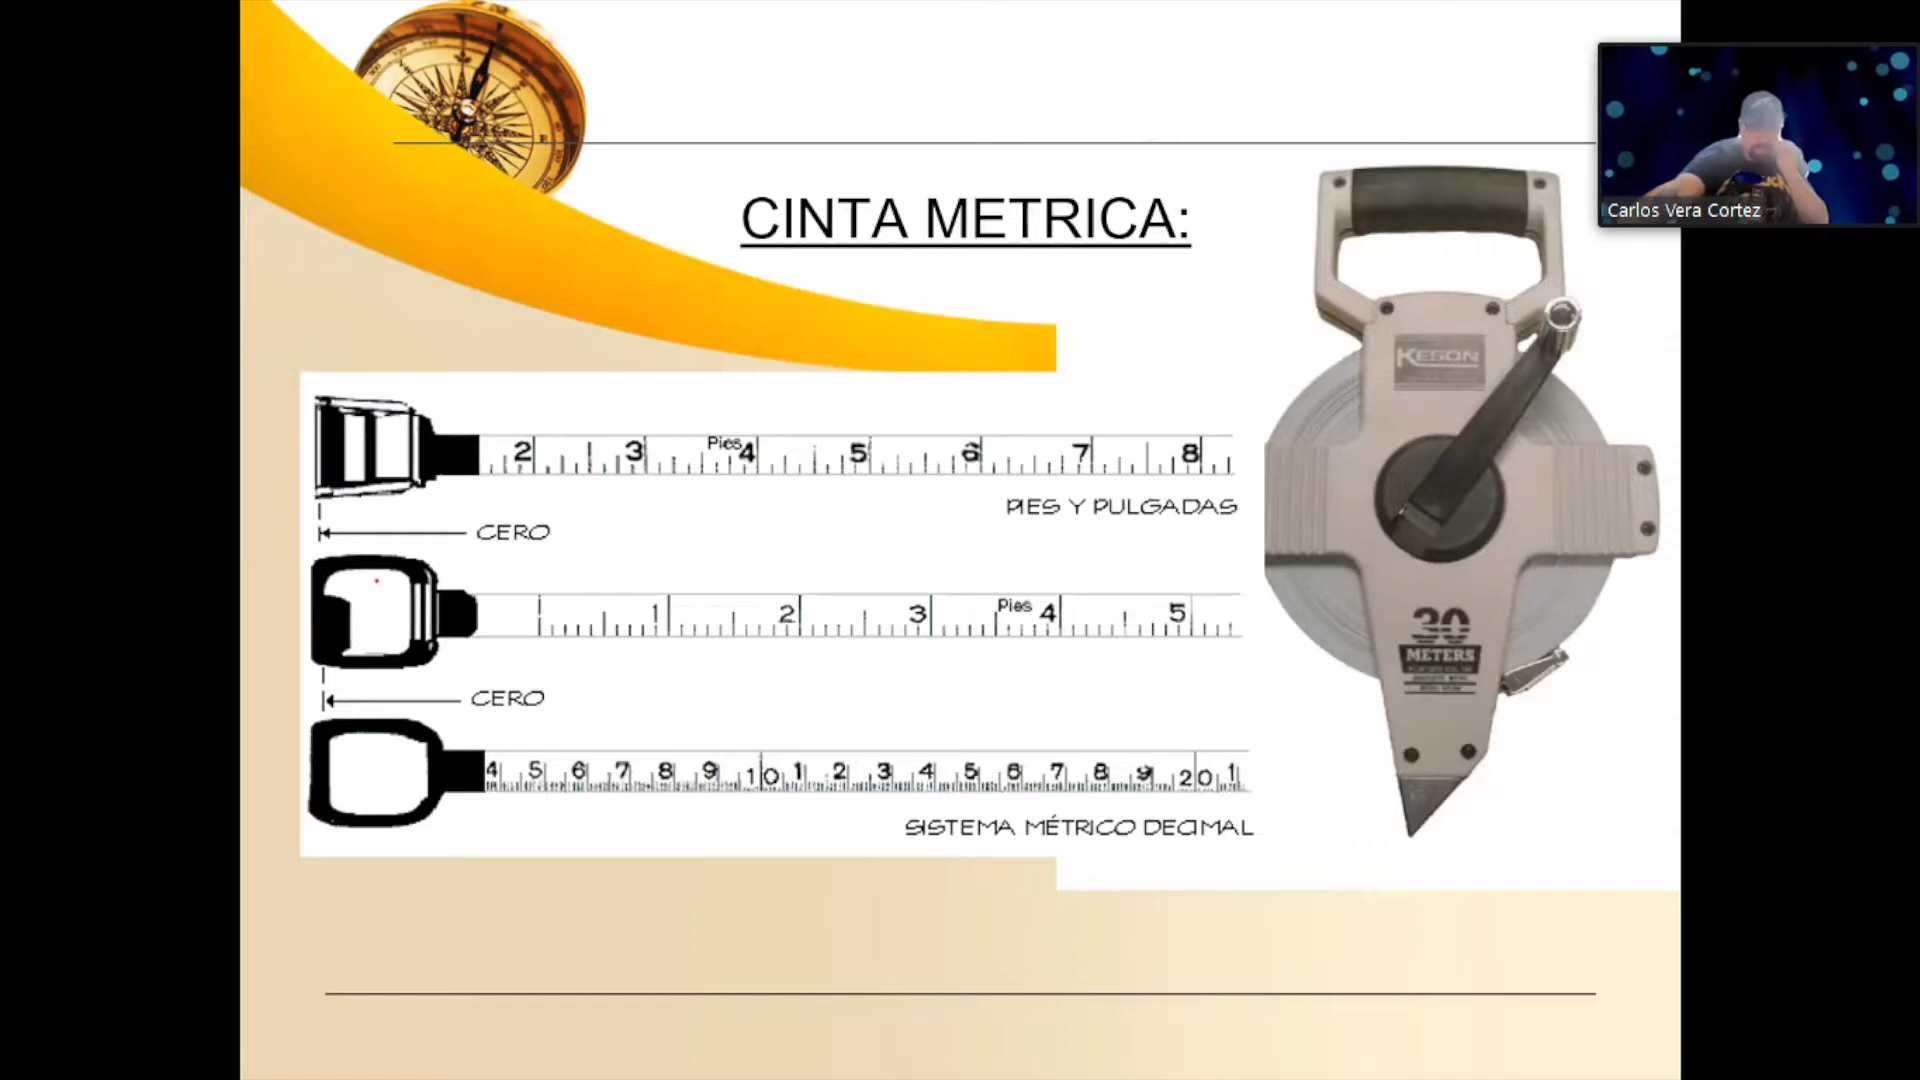 CINTA METRICA:
Carlos Vera Cortez
KESON
2 3 Pies 4 5 6 7 8
PIES Y PULGADAS
CERO
1 2 3 Pies 4 5
CERO
30
METERS
4 5 6 7 8 9 10 1 2 3 4 5 6 7 8 9 20 1
SISTEMA MÉTRICO DECIMAL